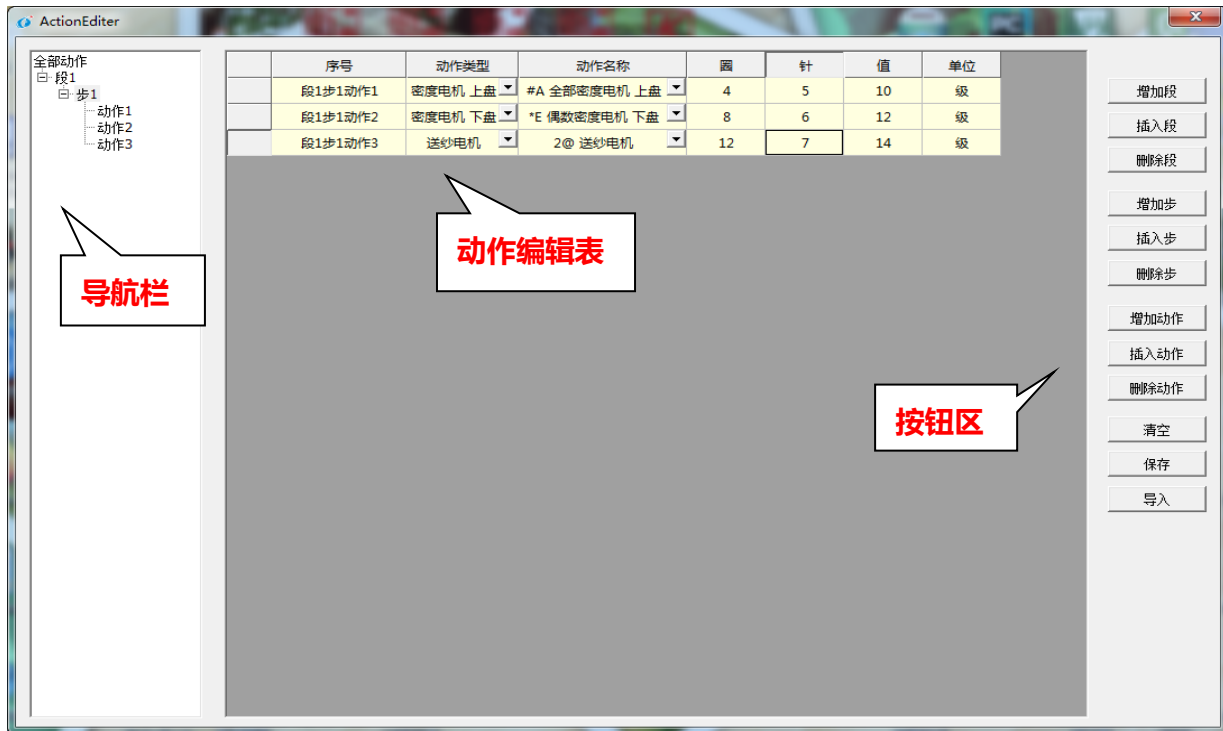 ActionEditer
全部动作
段1
步1
动作1
动作2
动作3
序号 动作类型 动作名称 圈 针 值 单位
段1步1动作1 密度电机 上盘 #A 全部密度电机 上盘 4 5 10 级
段1步1动作2 密度电机 下盘 *E 偶数密度电机 下盘 8 6 12 级
段1步1动作3 送纱电机 2@ 送纱电机 12 7 14 级
导航栏
动作编辑表
按钮区
增加段
插入段
删除段
增加步
插入步
删除步
增加动作
插入动作
删除动作
清空
保存
导入